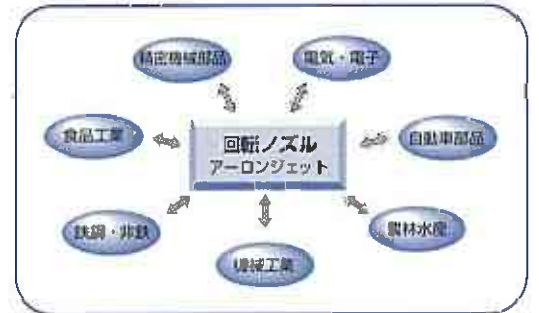 精密機械部品
電気・電子
食品工業
回転ノズル
アーロンジェット
自動車部品
鉄鋼・非鉄
農林水産
機械工業